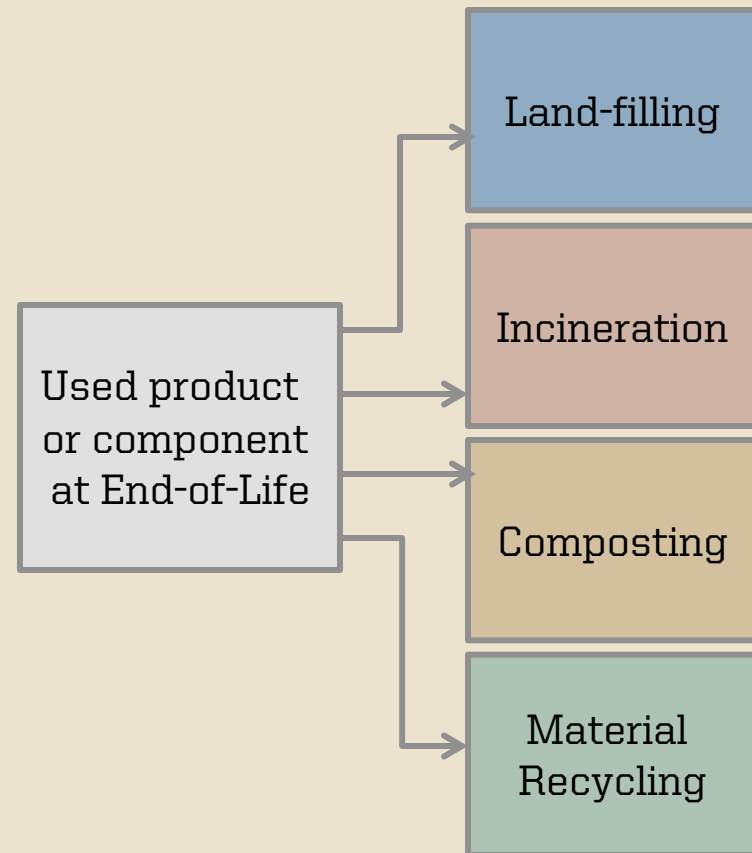 Land-filling
Incineration
Used product
or component
at End-of-Life
Composting
Material
Recycling